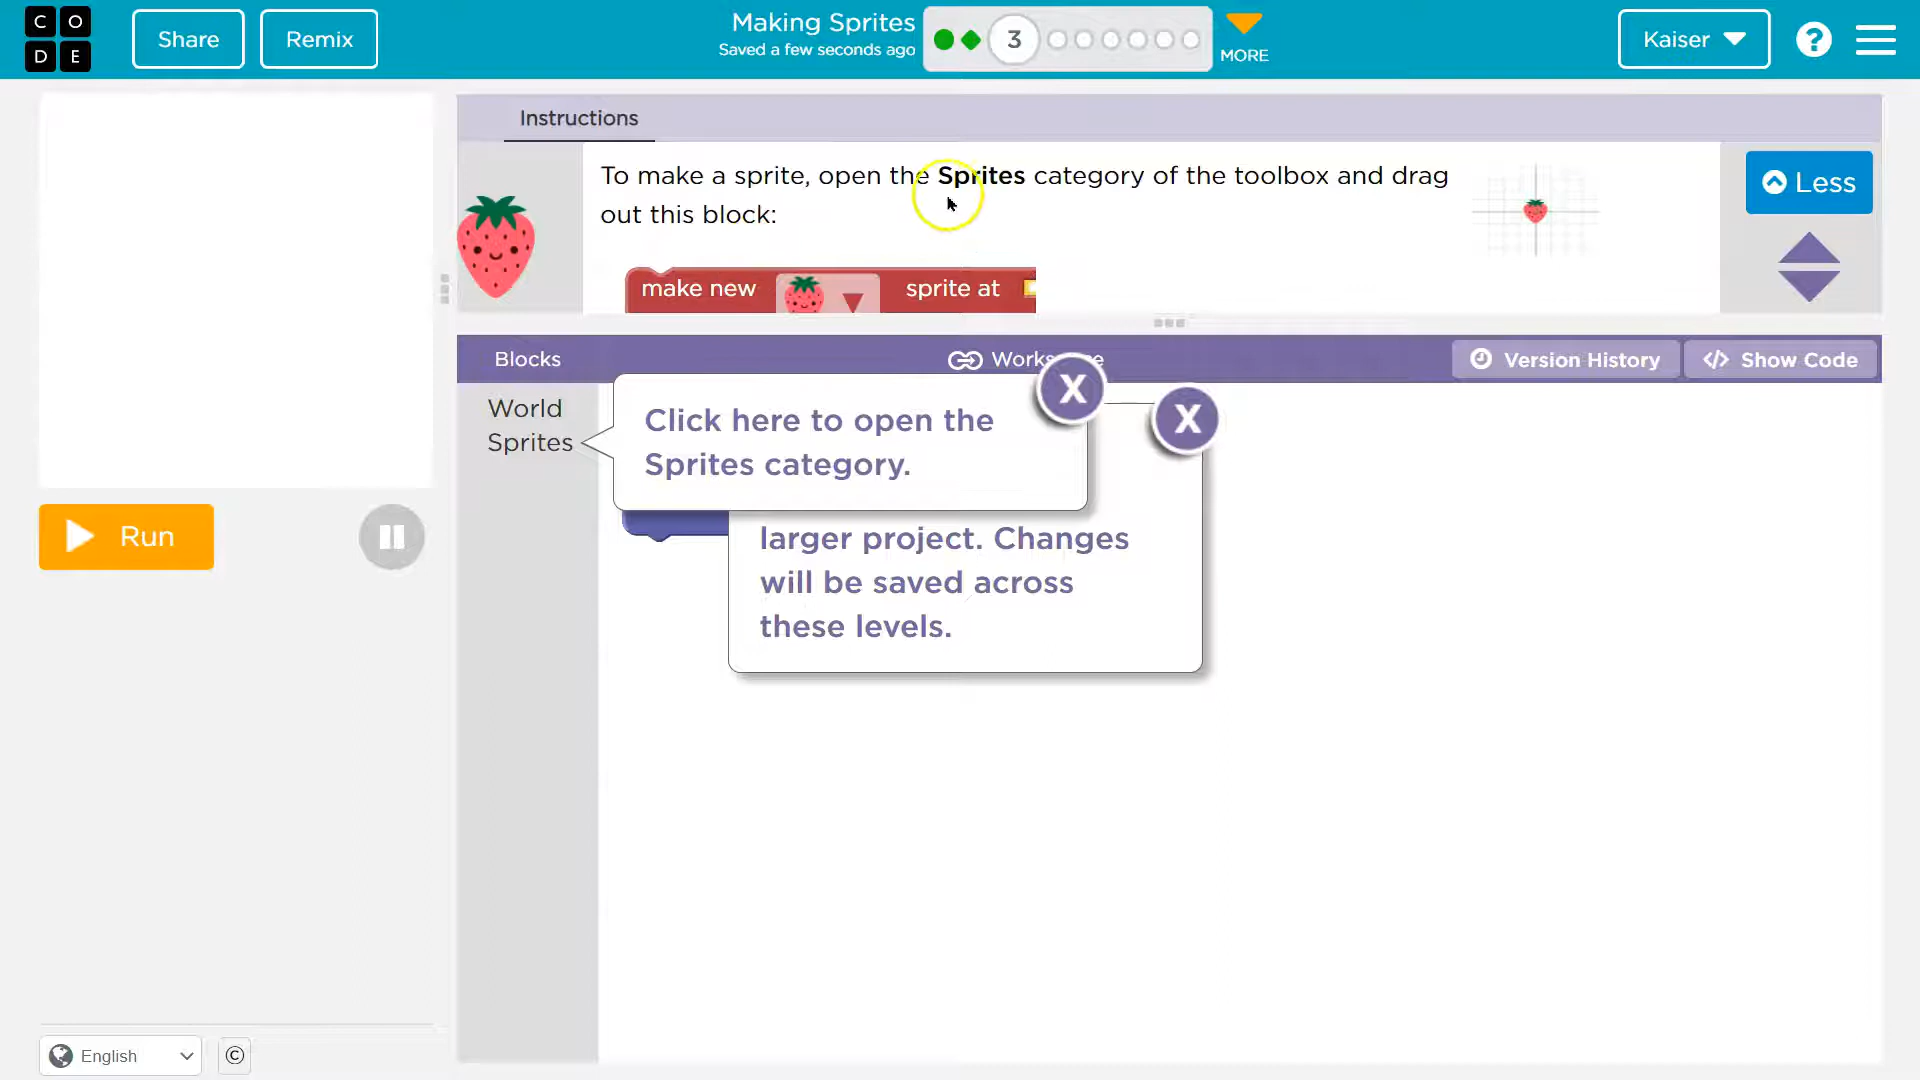 C O
D E
Share
Remix
Making Sprites
Saved a few seconds ago
3
MORE
Kaiser
?
Instructions
To make a sprite, open the Sprites category of the toolbox and drag
out this block:
make new sprite at
Less
Blocks
Version History
Show Code
World
Sprites
Click here to open the
Sprites category.
X
X
larger project. Changes
will be saved across
these levels.
Run
English
©